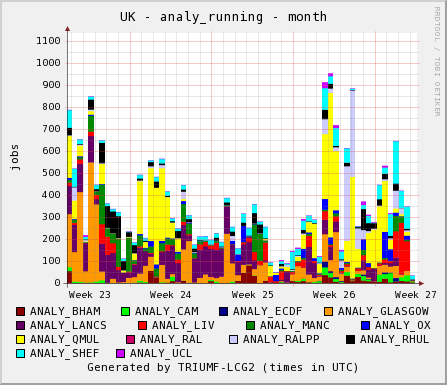 UK - analy_running - month
RRDTOOL / TOBI OETIKER
jobs
1100
1000
900
800
700
600
500
400
300
200
100
0
Week 23 Week 24 Week 25 Week 26 Week 27
ANALY_BHAM ANALY_CAM ANALY_ECDF ANALY_GLASGOW
ANALY_LANCS ANALY_LIV ANALY_MANC ANALY_OX
ANALY_QMUL ANALY_RAL ANALY_RALPP ANALY_RHUL
ANALY_SHEF ANALY_UCL
Generated by TRIUMF-LCG2 (times in UTC)